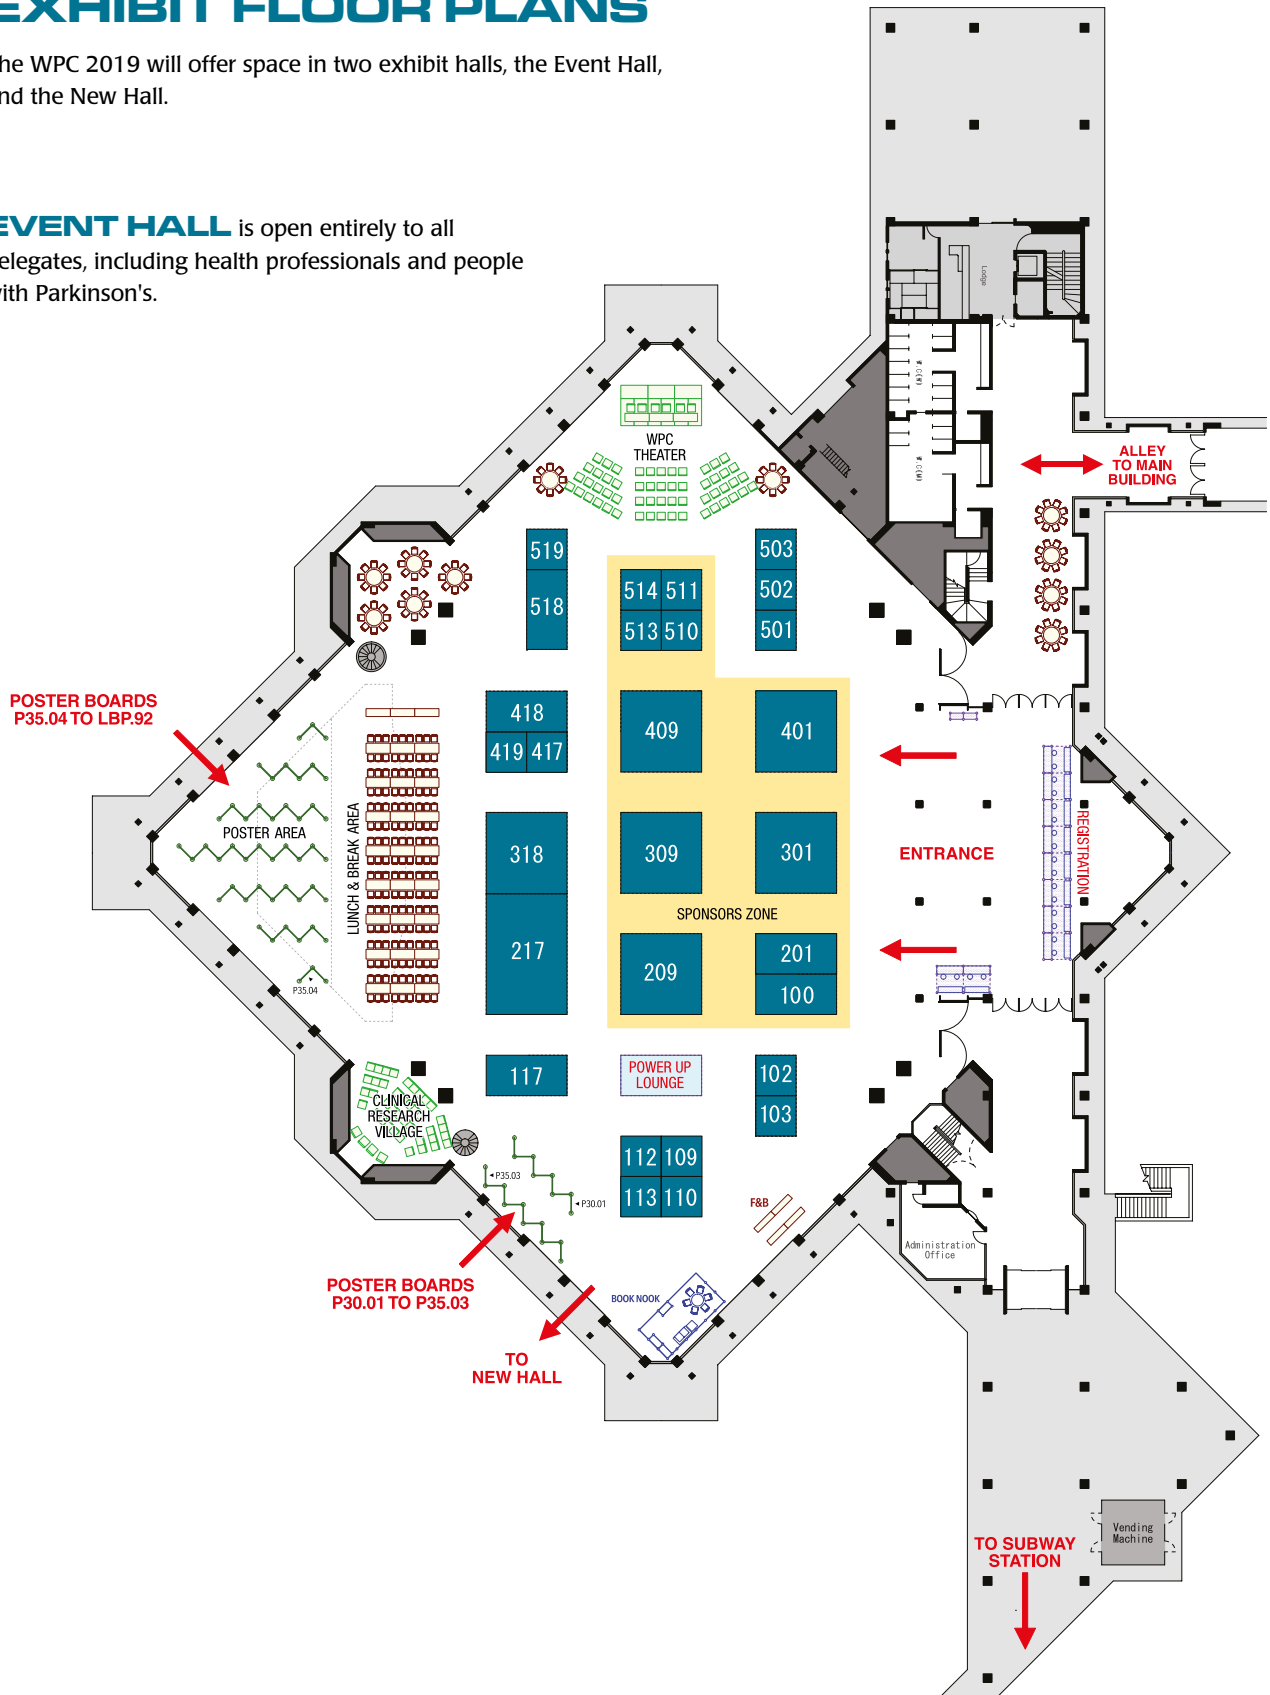 EXHIBIT FLOOR PLANS
he WPC 2019 will offer space in two exhibit halls, the Event Hall,
nd the New Hall.
EVENT HALL is open entirely to all
elegates, including health professionals and people
vith Parkinson's.
Lodge
W.C(W)
W.C(M)
ALLEY
TO MAIN
BUILDING
WPC
THEATER
519
518
514
511
513
510
503
502
501
POSTER BOARDS
P35.04 TO LBP.92
418
419
417
409
401
POSTER AREA
LUNCH & BREAK AREA
318
309
301
ENTRANCE
REGISTRATION
SPONSORS ZONE
217
209
201
100
P35.04
117
POWER UP
LOUNGE
102
103
CLINICAL
RESEARCH
VILLAGE
112
109
113
110
P35.03
P30.01
F&B
Administration
Office
POSTER BOARDS
P30.01 TO P35.03
BOOK NOOK
TO
NEW HALL
Vending
Machine
TO SUBWAY
STATION